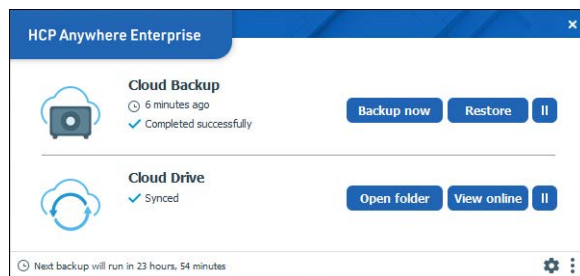 HCP Anywhere Enterprise
Cloud Backup
6 minutes ago
Completed successfully
Backup now
Restore
Cloud Drive
Synced
Open folder
View online
Next backup will run in 23 hours, 54 minutes